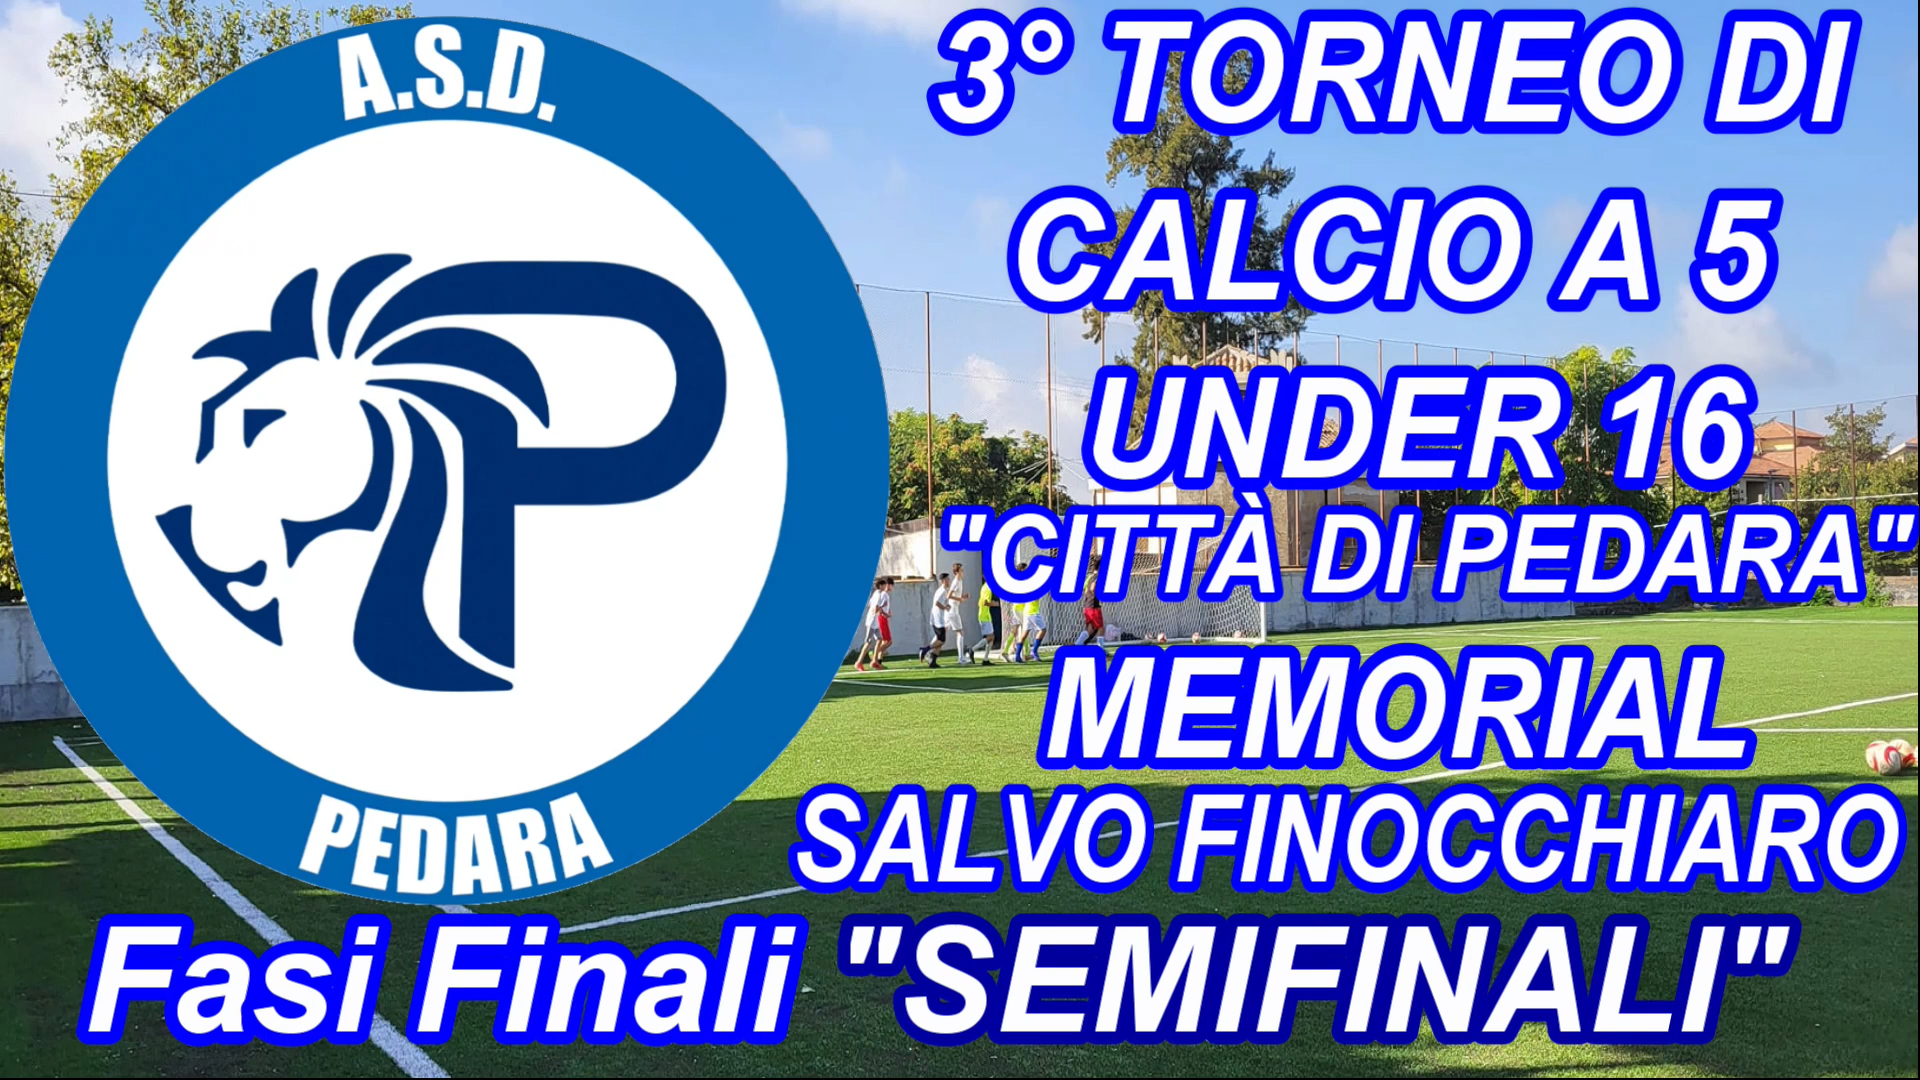 A.S.D.
PEDARA
3° TORNEO DI
CALCIO A 5
UNDER 16
"CITTÀ DI PEDARA"
MEMORIAL
SALVO FINOCCHIARO
Fasi Finali "SEMIFINALI"